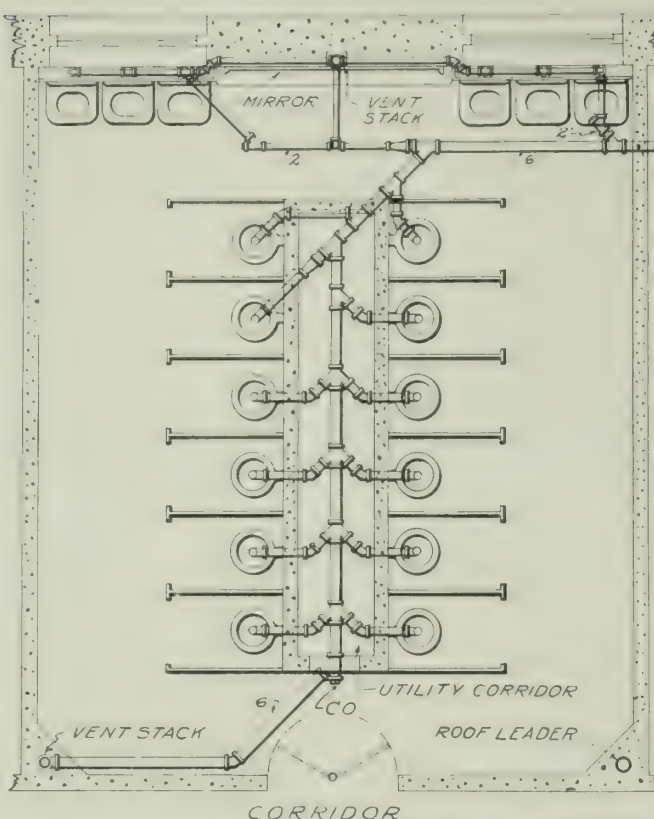 MIRROR
VENT
STACK
2
2
6
6
CO
UTILITY CORRIDOR
VENT STACK
ROOF LEADER
CORRIDOR